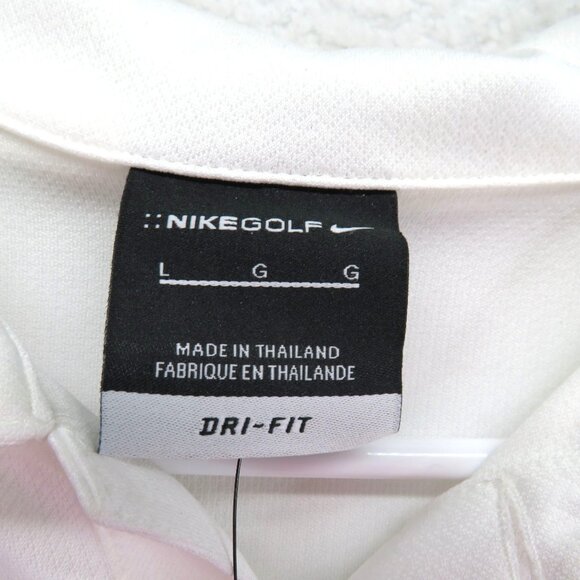 ::NIKEGOLF
L G G
MADE IN THAILAND
FABRIQUE EN THAILANDE
DRI-FIT